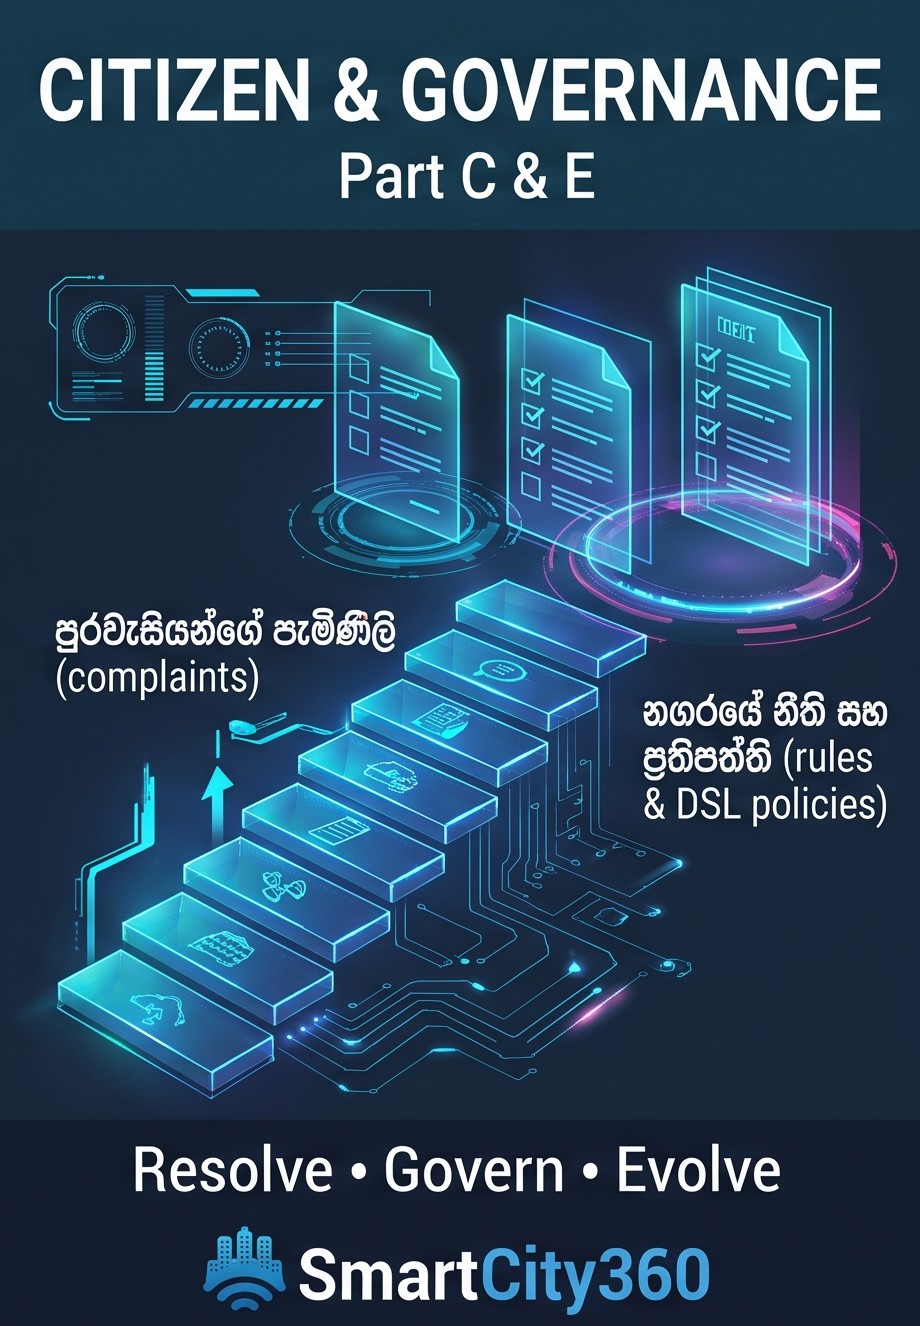 CITIZEN & GOVERNANCE
Part C & E
පුරවැසියන්ගේ පැමිණිලි
(complaints)
නගරයේ නීති සහ
ප්‍රතිපත්ති (rules
& DSL policies)
Resolve • Govern • Evolve
SmartCity360